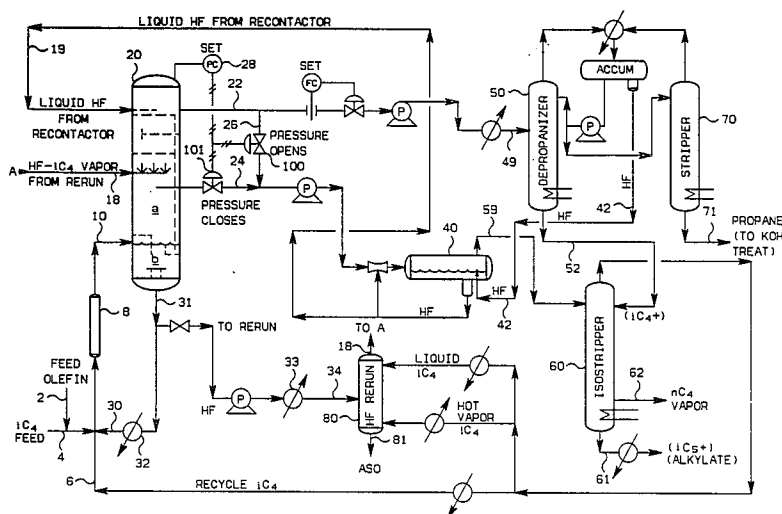 LIQUID HF FROM RECONTACTOR
19
20
SET
PC
28
SET
FC
22
LIQUID HF
FROM
RECONTACTOR
26
PRESSURE
OPENS
100
101
A
HF-iC4 VAPOR
FROM RERUN
18
24
PRESSURE
CLOSES
P
P
a
b
10
8
31
TO RERUN
FEED
OLEFIN
2
iC4
FEED
4
30
32
6
RECYCLE iC4
HF
P
33
34
TO A
18
HF RERUN
80
81
ASO
LIQUID
iC4
HOT
VAPOR
iC4
40
HF
HF
42
59
50
49
DEPROPANIZER
P
ACCUM
HF
42
52
STRIPPER
70
71
PROPANE
(TO KOH
TREAT)
(iC4+)
ISOSTRIPPER
60
62
nC4
VAPOR
61
(iC5+)
(ALKYLATE)